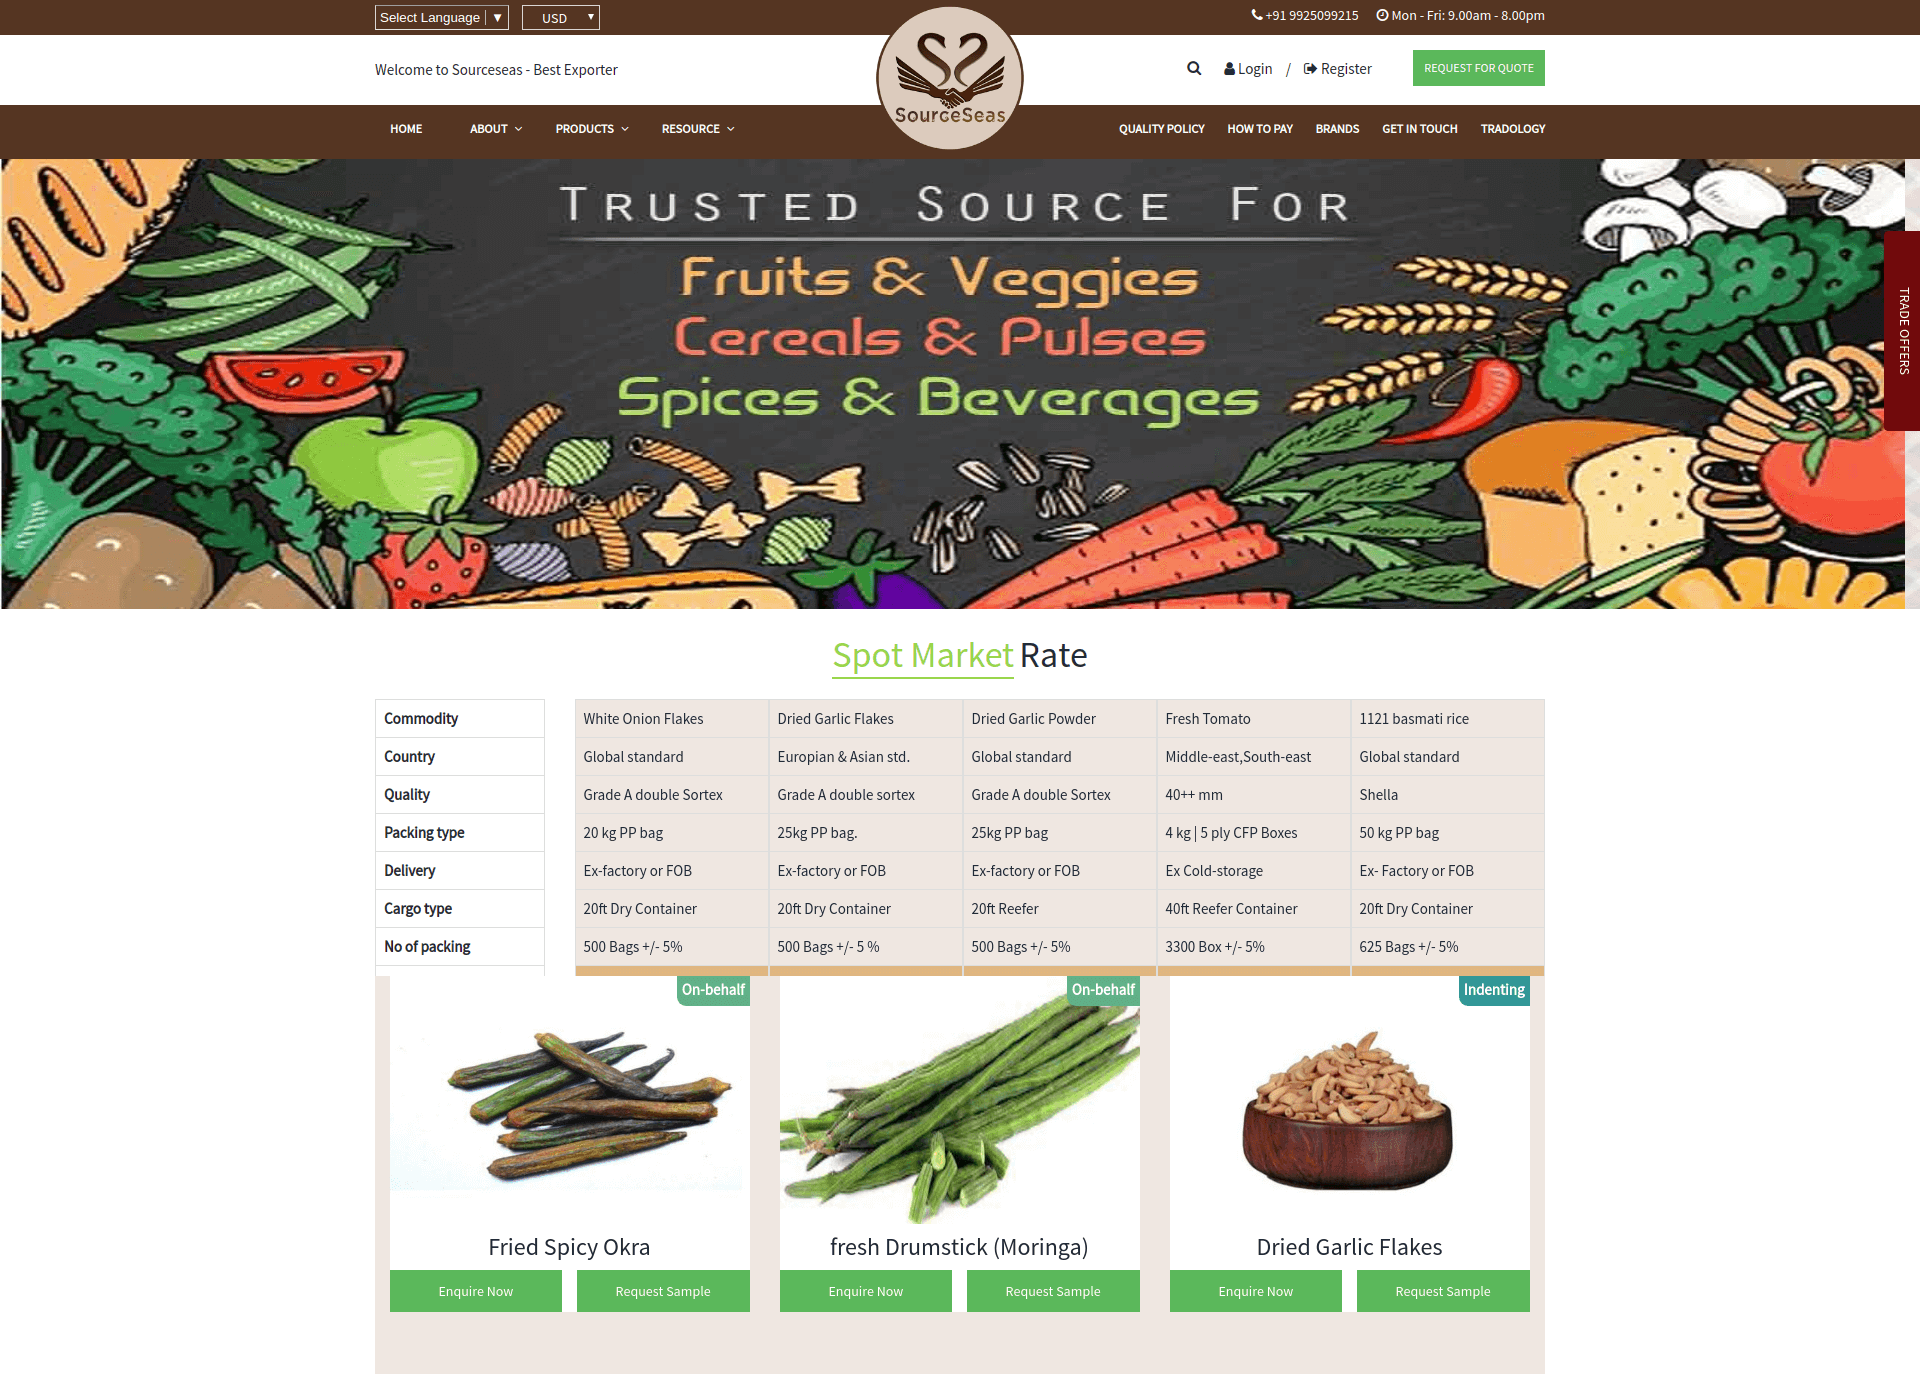 Select Language ▼ USD ▼ +91 9925099215 Mon - Fri: 9.00am - 8.00pm
Welcome to Sourceseas - Best Exporter Login / Register REQUEST FOR QUOTE
SourceSeas
HOME ABOUT PRODUCTS RESOURCE QUALITY POLICY HOW TO PAY BRANDS GET IN TOUCH TRADOLOGY
TRUSTED SOURCE FOR
Fruits & Veggies
Cereals & Pulses
Spices & Beverages
TRADE OFFERS
Spot Market Rate
Commodity White Onion Flakes Dried Garlic Flakes Dried Garlic Powder Fresh Tomato 1121 basmati rice
Country Global standard Europian & Asian std. Global standard Middle-east,South-east Global standard
Quality Grade A double Sortex Grade A double sortex Grade A double Sortex 40++ mm Shella
Packing type 20 kg PP bag 25kg PP bag. 25kg PP bag 4 kg | 5 ply CFP Boxes 50 kg PP bag
Delivery Ex-factory or FOB Ex-factory or FOB Ex-factory or FOB Ex Cold-storage Ex- Factory or FOB
Cargo type 20ft Dry Container 20ft Dry Container 20ft Reefer 40ft Reefer Container 20ft Dry Container
No of packing 500 Bags +/- 5% 500 Bags +/- 5 % 500 Bags +/- 5% 3300 Box +/- 5% 625 Bags +/- 5%
On-behalf On-behalf Indenting
Fried Spicy Okra fresh Drumstick (Moringa) Dried Garlic Flakes
Enquire Now Request Sample Enquire Now Request Sample Enquire Now Request Sample